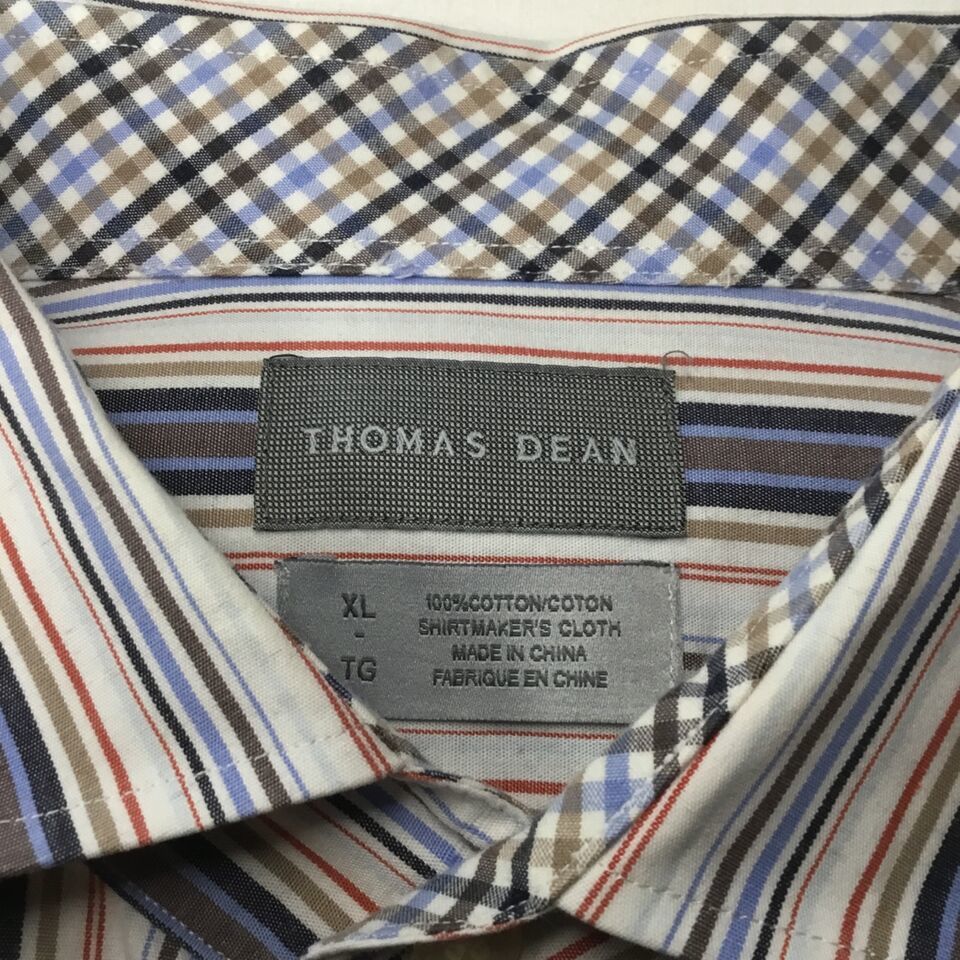 THOMAS DEAN
XL
-
TG
100%COTTON/COTON
SHIRTMAKER'S CLOTH
MADE IN CHINA
FABRIQUE EN CHINE